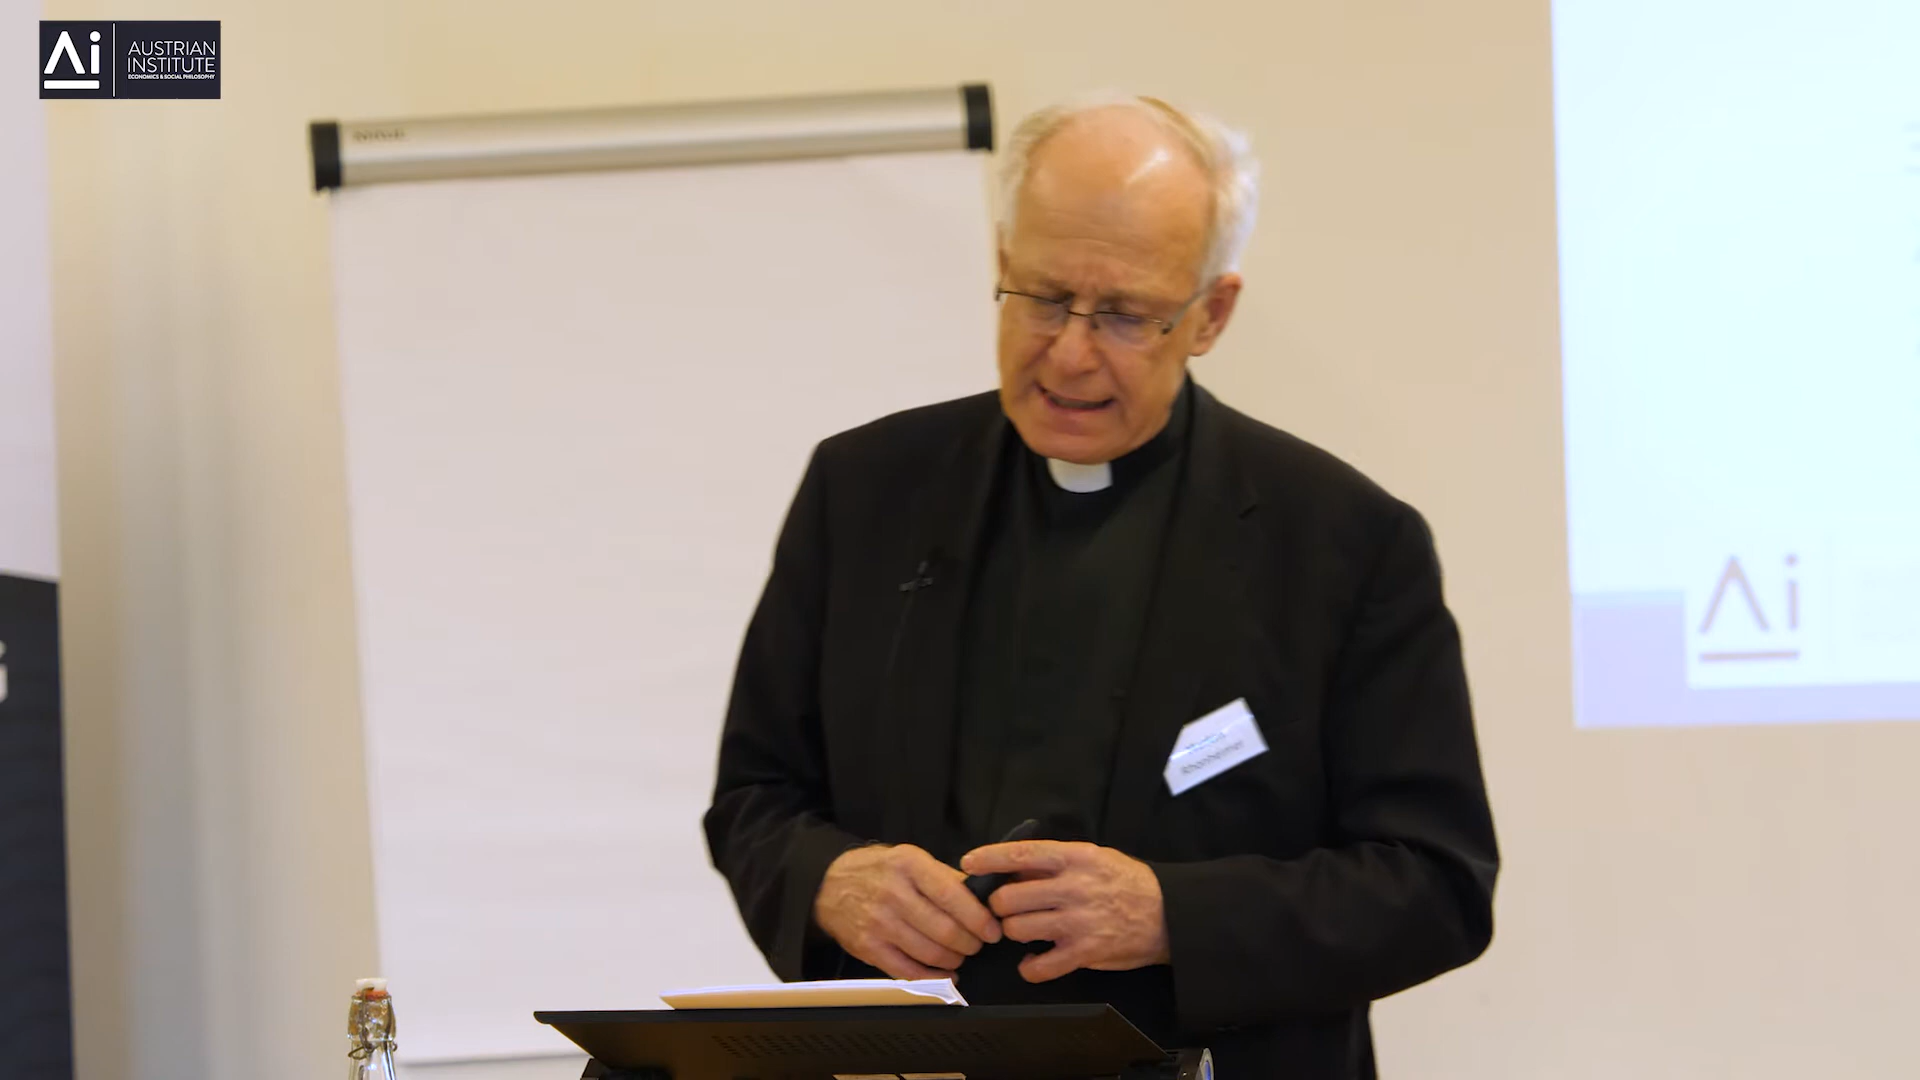 Ai
AUSTRIAN
INSTITUTE
ECONOMICS & SOCIAL PHILOSOPHY
Rhonheimer
Ai